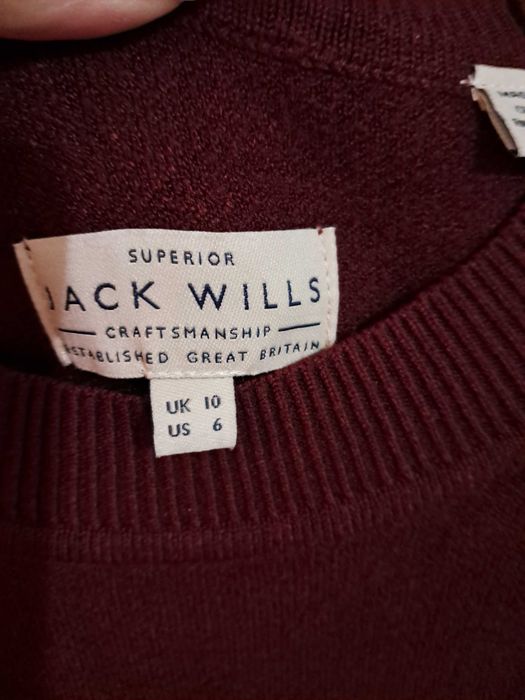 SUPERIOR
JACK WILLS
CRAFTSMANSHIP
ESTABLISHED GREAT BRITAIN
UK 10
US 6